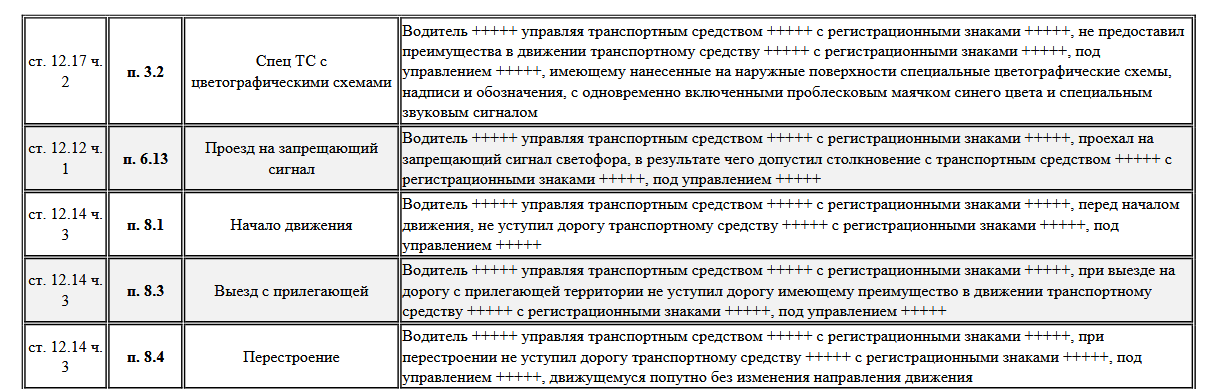 ст. 12.17 ч.
2
п. 3.2
Спец ТС с
цветографическими схемами
Водитель +++++ управляя транспортным средством +++++ с регистрационными знаками +++++, не предоставил
преимущества в движении транспортному средству +++++ с регистрационными знаками +++++, под
управлением +++++, имеющему нанесенные на наружные поверхности специальные цветографические схемы,
надписи и обозначения, с одновременно включенными проблесковым маячком синего цвета и специальным
звуковым сигналом
ст. 12.12 ч.
1
п. 6.13
Проезд на запрещающий
сигнал
Водитель +++++ управляя транспортным средством +++++ с регистрационными знаками +++++, проехал на
запрещающий сигнал светофора, в результате чего допустил столкновение с транспортным средством +++++ с
регистрационными знаками +++++, под управлением +++++
ст. 12.14 ч.
3
п. 8.1
Начало движения
Водитель +++++ управляя транспортным средством +++++ с регистрационными знаками +++++, перед началом
движения, не уступил дорогу транспортному средству +++++ с регистрационными знаками +++++, под
управлением +++++
ст. 12.14 ч.
3
п. 8.3
Выезд с прилегающей
Водитель +++++ управляя транспортным средством +++++ с регистрационными знаками +++++, при выезде на
дорогу с прилегающей территории не уступил дорогу имеющему преимущество в движении транспортному
средству +++++ с регистрационными знаками +++++, под управлением +++++
ст. 12.14 ч.
3
п. 8.4
Перестроение
Водитель +++++ управляя транспортным средством +++++ с регистрационными знаками +++++, при
перестроении не уступил дорогу транспортному средству +++++ с регистрационными знаками +++++, под
управлением +++++, движущемуся попутно без изменения направления движения